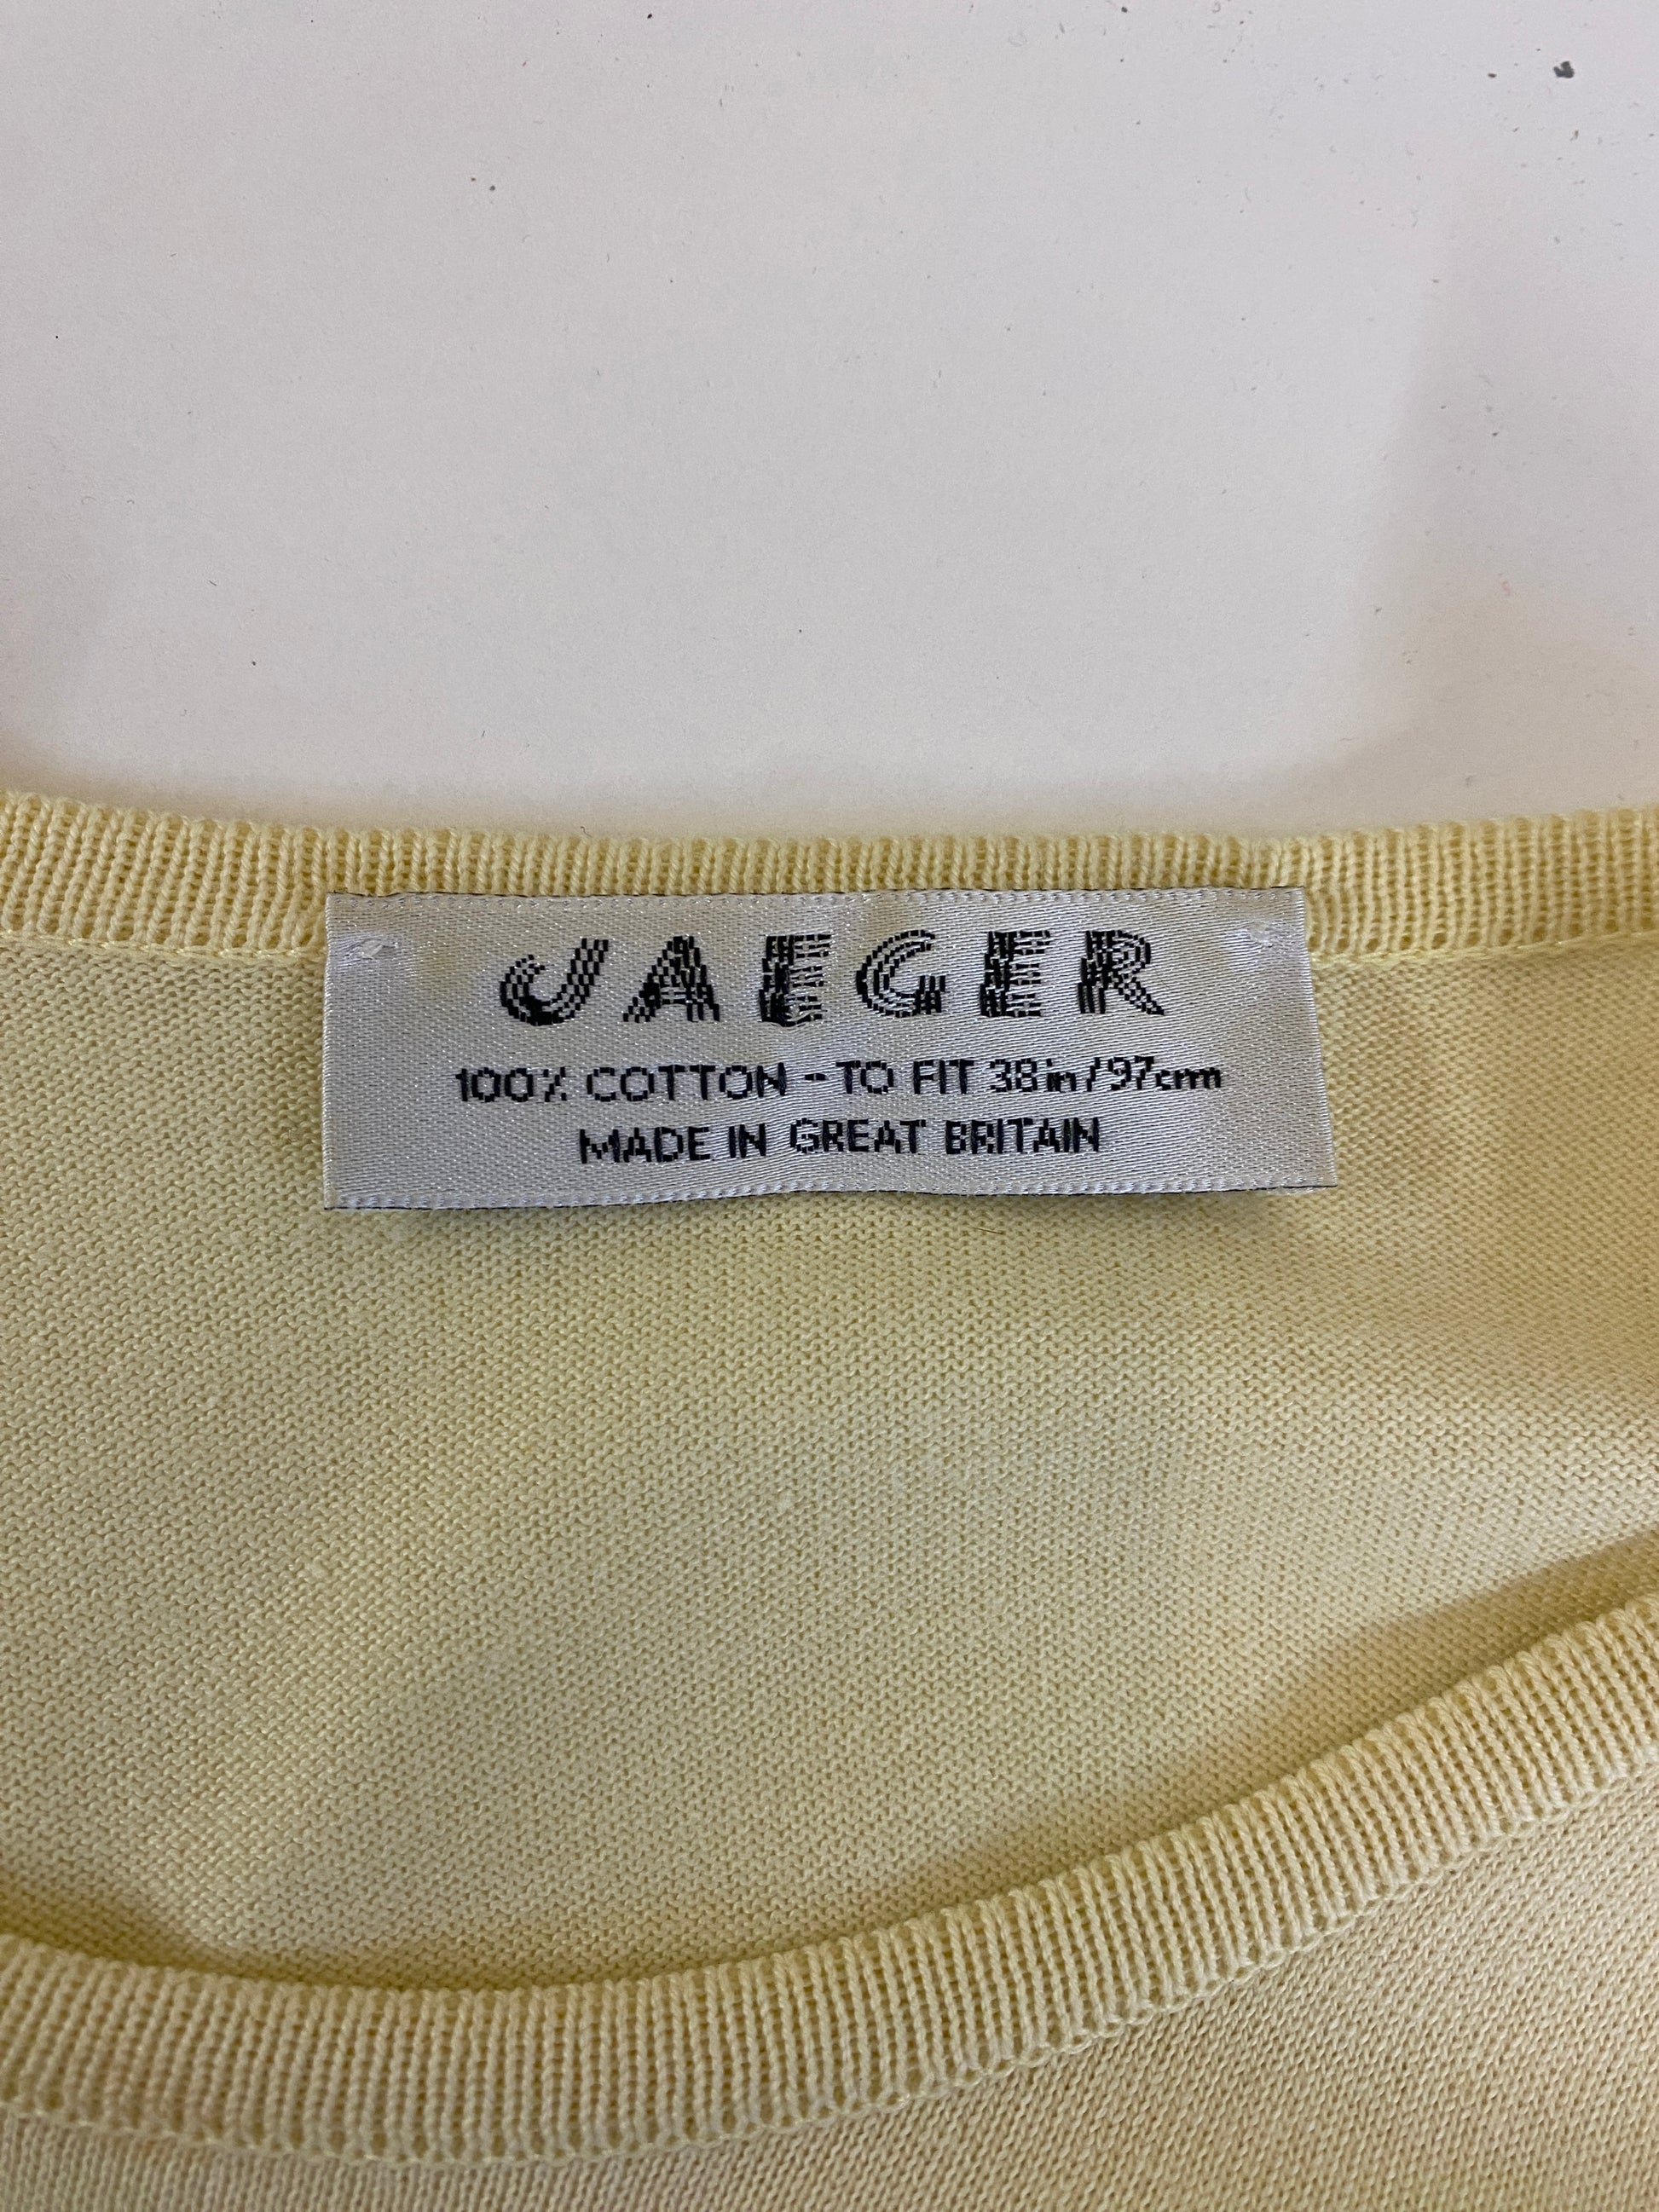 JAEGER
100% COTTON - TO FIT 38in/97cm
MADE IN GREAT BRITAIN